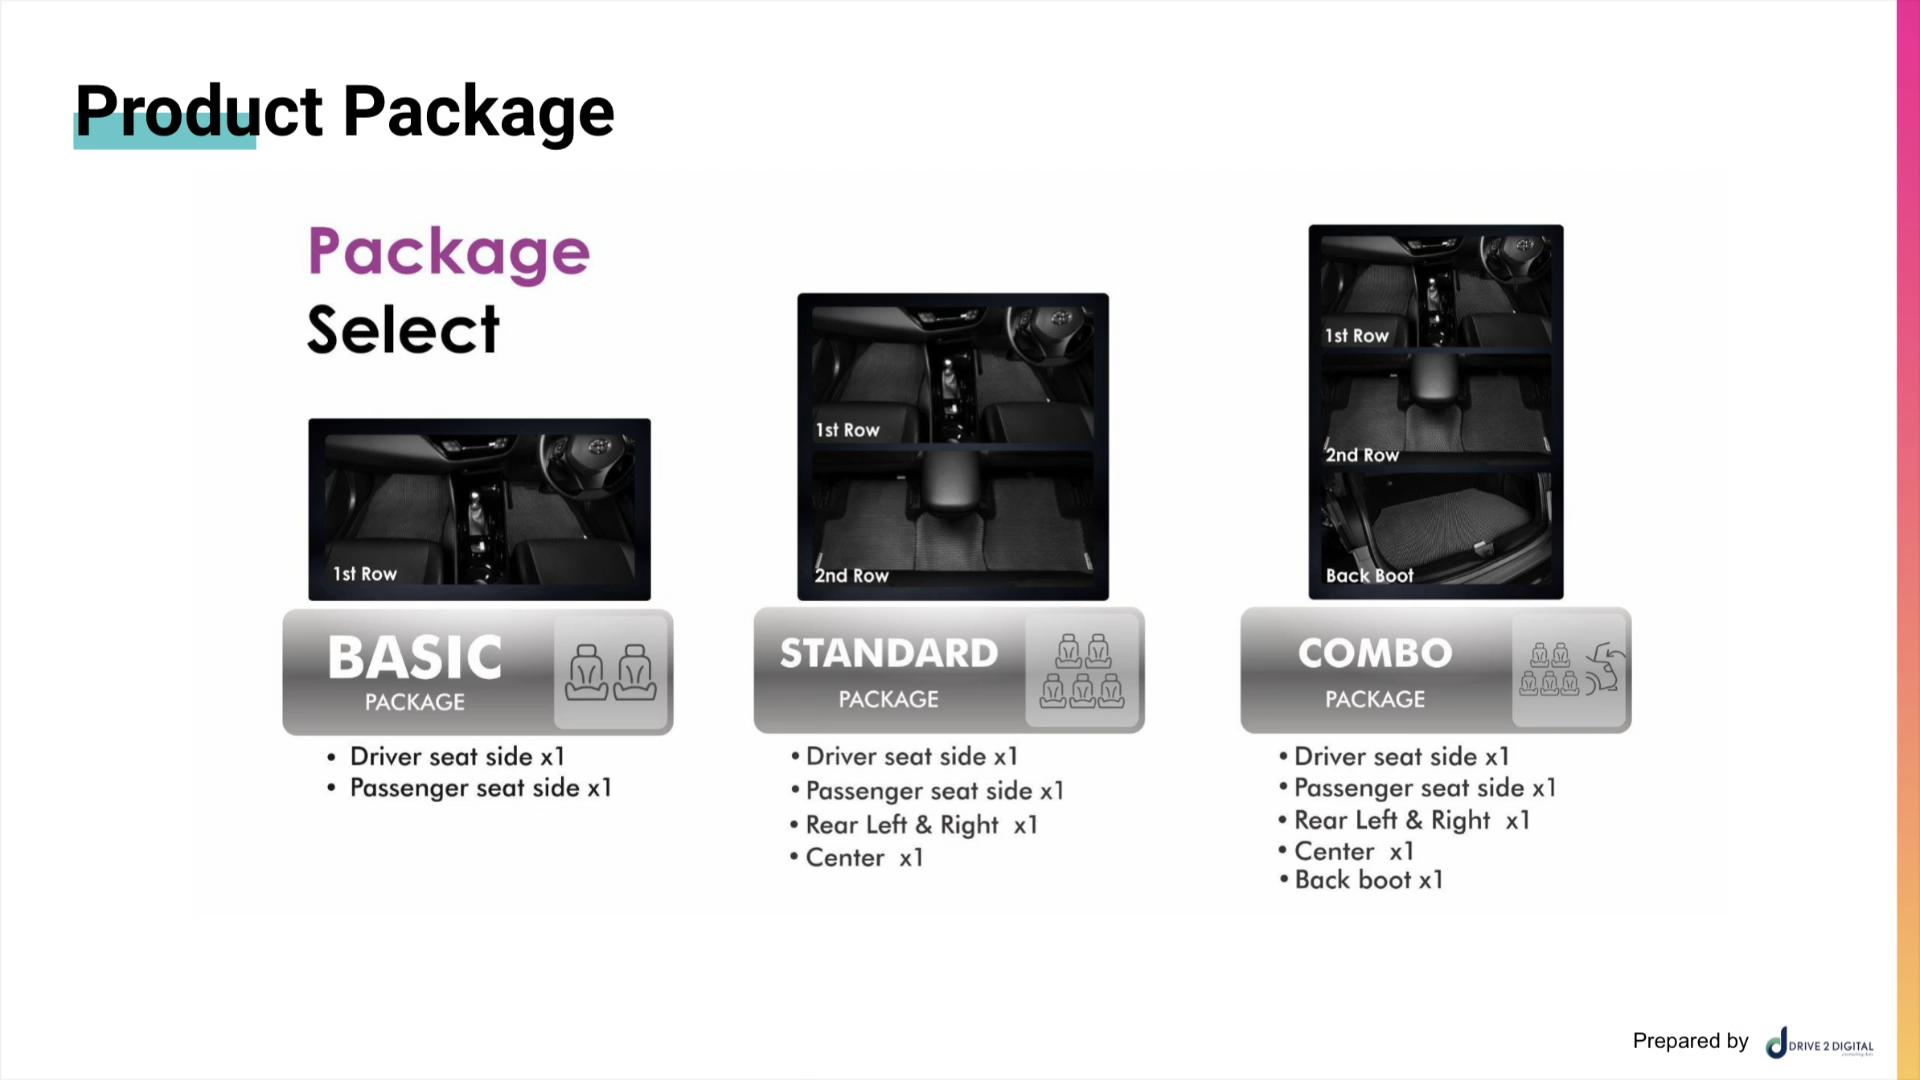 Product Package
Package
Select
1st Row
BASIC
PACKAGE
• Driver seat side x1
• Passenger seat side x1
1st Row
2nd Row
STANDARD
PACKAGE
• Driver seat side x1
• Passenger seat side x1
• Rear Left & Right x1
• Center x1
1st Row
2nd Row
Back Boot
COMBO
PACKAGE
• Driver seat side x1
• Passenger seat side x1
• Rear Left & Right x1
• Center x1
• Back boot x1
Prepared by
DRIVE 2 DIGITAL